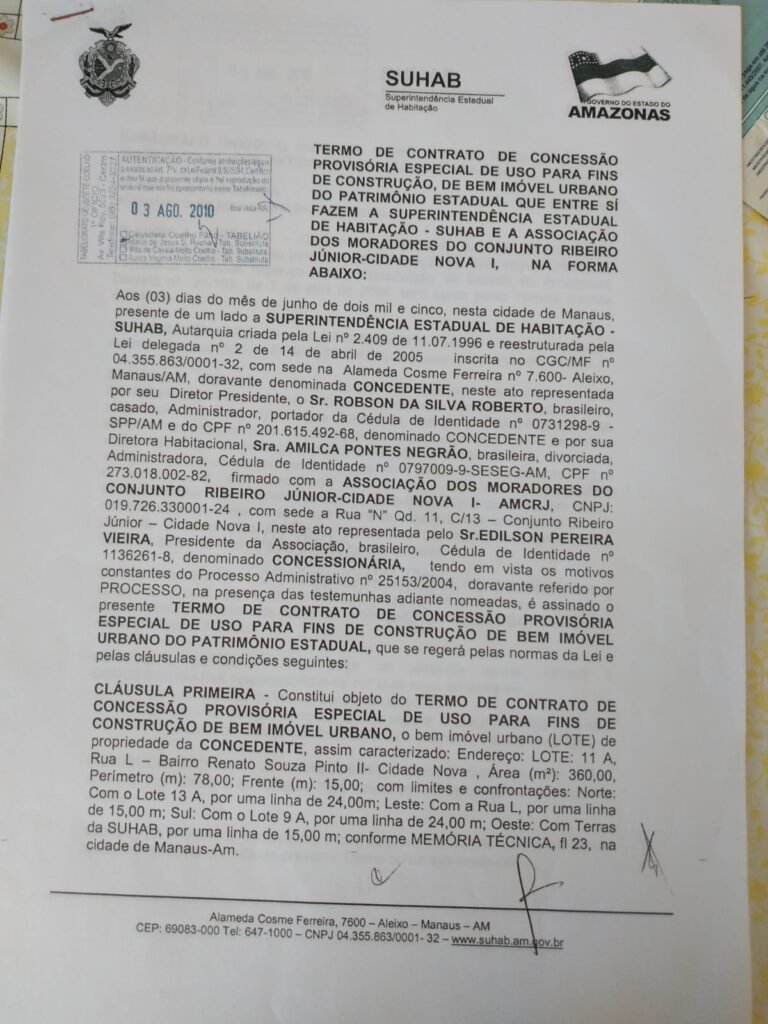 SUHAB
Superintendência Estadual
de Habitação
GOVERNO DO ESTADO DO
AMAZONAS
TABELIONATO
1º OFÍCIO
AUTENTICAÇÃO - Conforme atribuições legais
03 AGO. 2010
TERMO DE CONTRATO DE CONCESSÃO
PROVISÓRIA ESPECIAL DE USO PARA FINS
DE CONSTRUÇÃO, DE BEM IMÓVEL URBANO
DO PATRIMÔNIO ESTADUAL QUE ENTRE SÍ
FAZEM A SUPERINTENDÊNCIA ESTADUAL
DE HABITAÇÃO - SUHAB E A ASSOCIAÇÃO
DOS MORADORES DO CONJUNTO RIBEIRO
JÚNIOR-CIDADE NOVA I, NA FORMA
ABAIXO:
Aos (03) dias do mês de junho de dois mil e cinco, nesta cidade de Manaus,
presente de um lado a SUPERINTENDÊNCIA ESTADUAL DE HABITAÇÃO -
SUHAB, Autarquia criada pela Lei nº 2.409 de 11.07.1996 e reestruturada pela
Lei delegada nº 2 de 14 de abril de 2005 inscrita no CGC/MF nº
04.355.863/0001-32, com sede na Alameda Cosme Ferreira nº 7.600- Aleixo,
Manaus/AM, doravante denominada CONCEDENTE, neste ato representada
por seu Diretor Presidente, o Sr. ROBSON DA SILVA ROBERTO, brasileiro,
casado, Administrador, portador da Cédula de Identidade nº 0731298-9 -
SPP/AM e do CPF nº 201.615.492-68, denominado CONCEDENTE e por sua
Diretora Habitacional, Sra. AMILCA PONTES NEGRÃO, brasileira, divorciada,
Administradora, Cédula de Identidade nº 0797009-9-SESEG-AM, CPF nº
273.018.002-82, firmado com a ASSOCIAÇÃO DOS MORADORES DO
CONJUNTO RIBEIRO JÚNIOR-CIDADE NOVA I- AMCRJ, CNPJ:
019.726.330001-24 , com sede a Rua "N" Qd. 11, C/13 – Conjunto Ribeiro
Júnior – Cidade Nova I, neste ato representada pelo Sr.EDILSON PEREIRA
VIEIRA, Presidente da Associação, brasileiro, Cédula de Identidade nº
1136261-8, denominado CONCESSIONÁRIA, tendo em vista os motivos
constantes do Processo Administrativo nº 25153/2004, doravante referido por
PROCESSO, na presença das testemunhas adiante nomeadas, é assinado o
presente TERMO DE CONTRATO DE CONCESSÃO PROVISÓRIA
ESPECIAL DE USO PARA FINS DE CONSTRUÇÃO DE BEM IMÓVEL
URBANO DO PATRIMÔNIO ESTADUAL, que se regerá pelas normas da Lei e
pelas cláusulas e condições seguintes:
CLÁUSULA PRIMEIRA - Constitui objeto do TERMO DE CONTRATO DE
CONCESSÃO PROVISÓRIA ESPECIAL DE USO PARA FINS DE
CONSTRUÇÃO DE BEM IMÓVEL URBANO, o bem imóvel urbano (LOTE) de
propriedade da CONCEDENTE, assim caracterizado: Endereço: LOTE: 11 A,
Rua L – Bairro Renato Souza Pinto II- Cidade Nova , Área (m²): 360,00,
Perímetro (m): 78,00; Frente (m): 15,00; com limites e confrontações: Norte:
Com o Lote 13 A, por uma linha de 24,00m; Leste: Com a Rua L, por uma linha
de 15,00 m; Sul: Com o Lote 9 A, por uma linha de 24,00 m; Oeste: Com Terras
da SUHAB, por uma linha de 15,00 m; conforme MEMÓRIA TÉCNICA, fl 23, na
cidade de Manaus-Am.
Alameda Cosme Ferreira, 7600 – Aleixo – Manaus – AM
CEP: 69083-000 Tel: 647-1000 – CNPJ 04.355.863/0001- 32 – www.suhab.am.gov.br